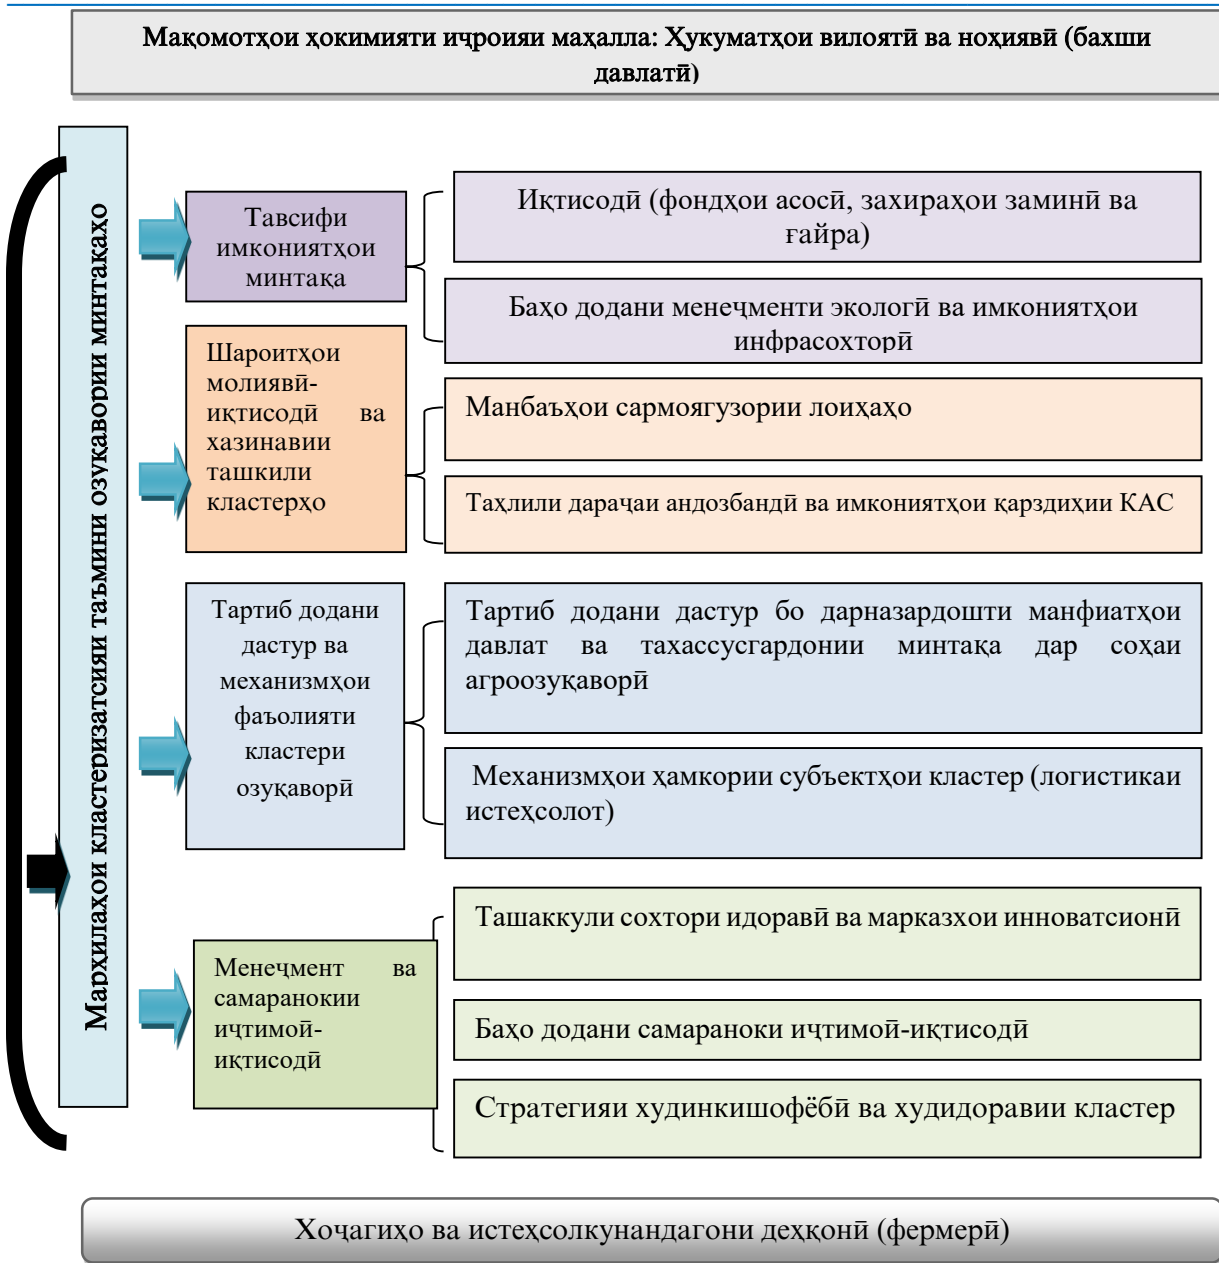 Мақомотҳои ҳокимияти иҷроияи маҳалла: Ҳукуматҳои вилоятӣ ва ноҳиявӣ (бахши
давлатӣ)
Марҳилаҳои кластеризатсияи таъмини озуқавории минтақаҳо
Тавсифи
имкониятҳои
минтақа
Иқтисодӣ (фондҳои асосӣ, захираҳои заминӣ ва
ғайра)
Баҳо додани менеҷменти экологӣ ва имкониятҳои
инфрасохторӣ
Шароитҳои
молиявӣ-
иқтисодӣ ва
хазинавии
ташкили
кластерҳо
Манбаъҳои сармоягузории лоиҳаҳо
Таҳлили дараҷаи андозбандӣ ва имкониятҳои қарздиҳии КАС
Тартиб додани
дастур ва
механизмҳои
фаъолияти
кластери
озуқаворӣ
Тартиб додани дастур бо дарназардошти манфиатҳои
давлат ва тахассусгардонии минтақа дар соҳаи
агроозуқаворӣ
Механизмҳои ҳамкории субъектҳои кластер (логистикаи
истеҳсолот)
Менеҷмент ва
самаранокии
иҷтимоӣ-
иқтисодӣ
Ташаккули сохтори идоравӣ ва марказҳои инноватсионӣ
Баҳо додани самараноки иҷтимоӣ-иқтисодӣ
Стратегияи худинкишофёбӣ ва худидоравии кластер
Хоҷагиҳо ва истеҳсолкунандагони деҳқонӣ (фермерӣ)